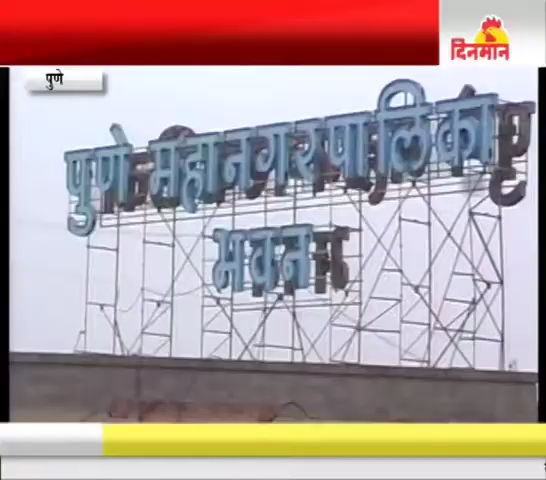 दिनमान
पुणे
पुणे महानगरपालिका
भवन